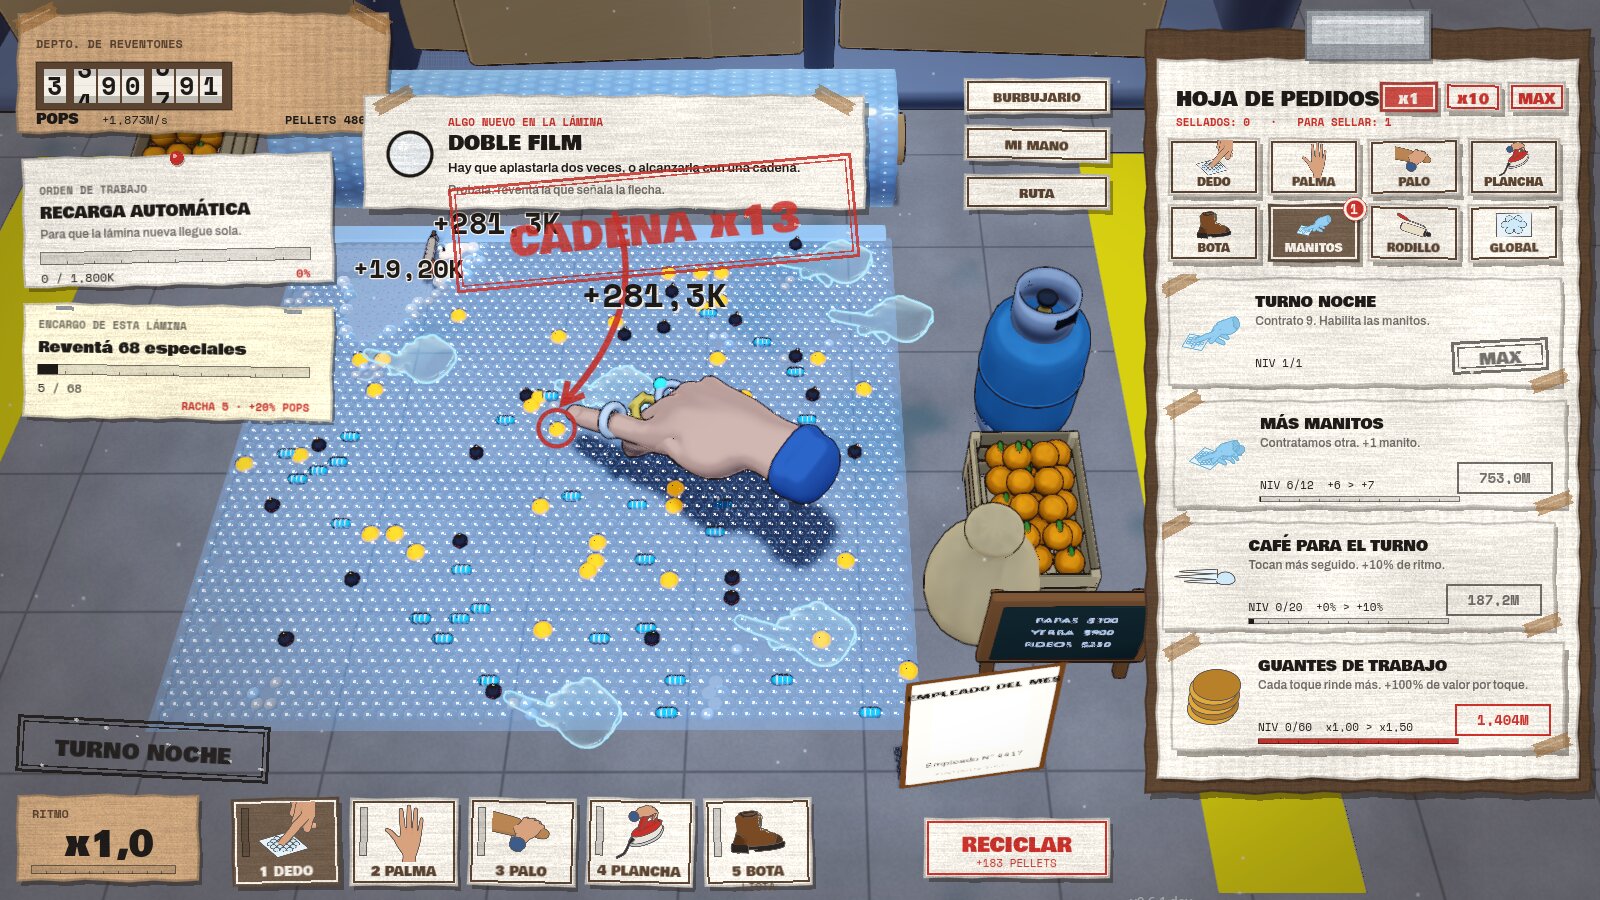 DEPTO. DE REVENTONES
POPS +1,873M/s PELLETS 480
ALGO NUEVO EN LA LÁMINA
DOBLE FILM
Hay que aplastarla dos veces, o alcanzarla con una cadena.
Probala: reventá la que señala la flecha.
CADENA x13
+281,3K
+19,20K
+281,3K
ORDEN DE TRABAJO
RECARGA AUTOMÁTICA
Para que la lámina nueva llegue sola.
0 / 1.800K 0%
ENCARGO DE ESTA LÁMINA
Reventá 68 especiales
5 / 68
RACHA 5 · +20% POPS
BURBUJARIO
MI MANO
RUTA
HOJA DE PEDIDOS x1 x10 MAX
SELLADOS: 0 · PARA SELLAR: 1
DEDO PALMA PALO PLANCHA
BOTA MANITOS 1 RODILLO GLOBAL
TURNO NOCHE
Contrato 9. Habilita las manitos.
NIV 1/1 MAX
MÁS MANITOS
Contratamos otra. +1 manito.
NIV 6/12 +6 > +7 753,0M
CAFÉ PARA EL TURNO
Tocan más seguido. +10% de ritmo.
NIV 0/20 +0% > +10% 187,2M
GUANTES DE TRABAJO
Cada toque rinde más. +100% de valor por toque.
NIV 0/60 x1,00 > x1,50 1,404M
PAPAS $700
YERBA $900
FIDEOS $250
EMPLEADO DEL MES
Empleado N° 4417
TURNO NOCHE
RITMO
x1,0
1 DEDO 2 PALMA 3 PALO 4 PLANCHA 5 BOTA
RECICLAR
+183 PELLETS